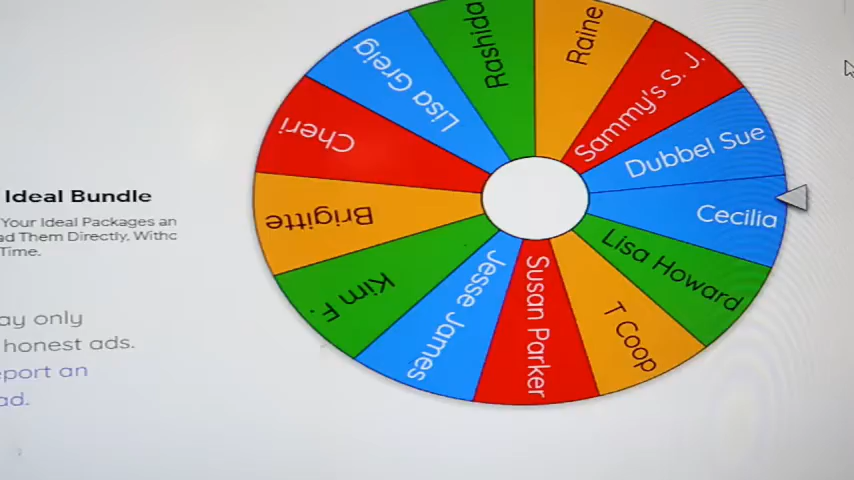 Ideal Bundle
Your Ideal Packages an
ad Them Directly, Withc
Time.
ay only
honest ads.
eport an
ad.
Rashida
Raine
Sammy's S. J.
Dubbel Sue
Cecilia
Lisa Howard
T Coop
Susan Parker
Jesse James
Kim F.
Brigitte
Cheri
Lisa Greig